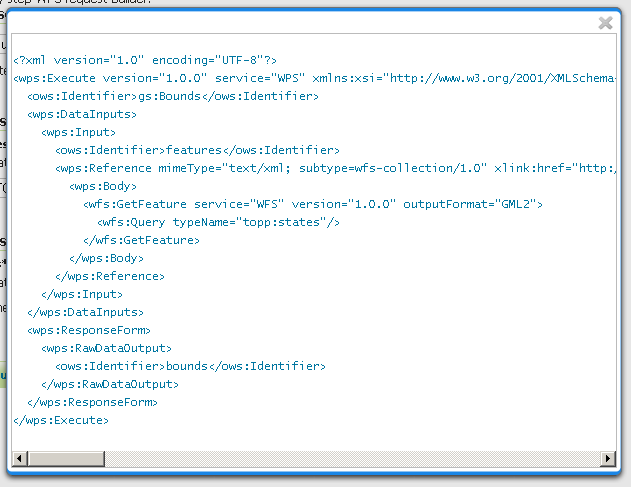 step WPS request builder.
<?xml version="1.0" encoding="UTF-8"?>
<wps:Execute version="1.0.0" service="WPS" xmlns:xsi="http://www.w3.org/2001/XMLSchema-
  <ows:Identifier>gs:Bounds</ows:Identifier>
  <wps:DataInputs>
    <wps:Input>
      <ows:Identifier>features</ows:Identifier>
      <wps:Reference mimeType="text/xml; subtype=wfs-collection/1.0" xlink:href="http:/
        <wps:Body>
          <wfs:GetFeature service="WFS" version="1.0.0" outputFormat="GML2">
            <wfs:Query typeName="topp:states"/>
          </wfs:GetFeature>
        </wps:Body>
      </wps:Reference>
    </wps:Input>
  </wps:DataInputs>
  <wps:ResponseForm>
    <wps:RawDataOutput>
      <ows:Identifier>bounds</ows:Identifier>
    </wps:RawDataOutput>
  </wps:ResponseForm>
</wps:Execute>